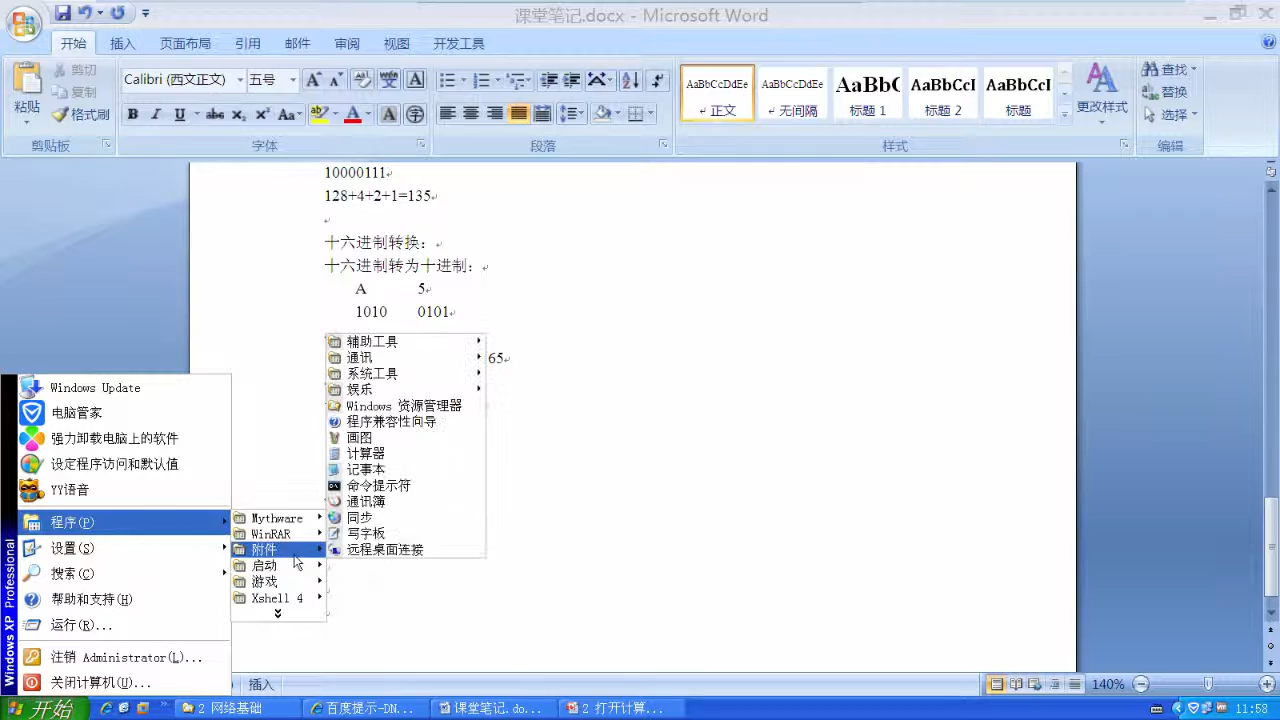 课堂笔记.docx - Microsoft Word
开始 插入 页面布局 引用 邮件 审阅 视图 开发工具
粘贴 剪切 复制 格式刷
Calibri (西文正文) 五号
正文 无间隔 标题 1 标题 2 标题
AaBbCcDdEe AaBbCcDdEe AaBbC AaBbCcI AaBbCcI
更改样式
查找 替换 选择
剪贴板 字体 段落 样式 编辑
10000111
128+4+2+1=135
十六进制转换：
十六进制转为十进制：
A 5
1010 0101
65
辅助工具
通讯
系统工具
娱乐
Windows 资源管理器
程序兼容性向导
画图
计算器
记事本
命令提示符
通讯簿
同步
写字板
远程桌面连接
Mythware
WinRAR
附件
启动
游戏
Xshell 4
Windows Update
电脑管家
强力卸载电脑上的软件
设定程序访问和默认值
YY语音
程序(P)
设置(S)
搜索(C)
帮助和支持(H)
运行(R)...
注销 Administrator(L)...
关闭计算机(U)...
Windows XP Professional
插入
140%
开始 2 网络基础 百度提示-DN... 课堂笔记.do... 2 打开计算... 11:58